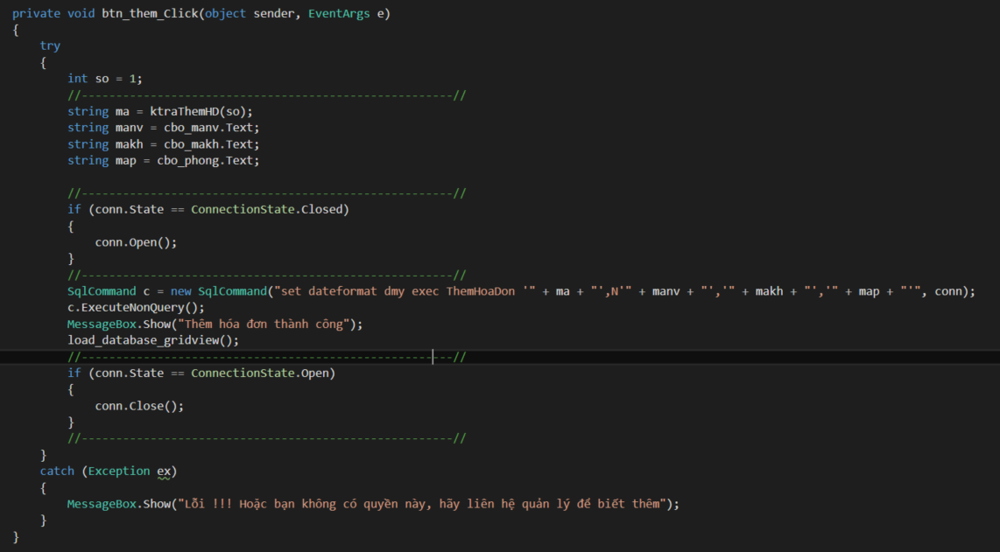 private void btn_them_Click(object sender, EventArgs e)
{
    try
    {
        int so = 1;
        //------------------------------------------------------//
        string ma = ktraThemHD(so);
        string manv = cbo_manv.Text;
        string makh = cbo_makh.Text;
        string map = cbo_phong.Text;

        //------------------------------------------------------//
        if (conn.State == ConnectionState.Closed)
        {
            conn.Open();
        }
        //------------------------------------------------------//
        SqlCommand c = new SqlCommand("set dateformat dmy exec ThemHoaDon '" + ma + "',N'" + manv + "','" + makh + "','" + map + "'", conn);
        c.ExecuteNonQuery();
        MessageBox.Show("Thêm hóa đơn thành công");
        load_database_gridview();
        //------------------------------------------------------//
        if (conn.State == ConnectionState.Open)
        {
            conn.Close();
        }
        //------------------------------------------------------//
    }
    catch (Exception ex)
    {
        MessageBox.Show("Lỗi !!! Hoặc bạn không có quyền này, hãy liên hệ quản lý để biết thêm");
    }
}